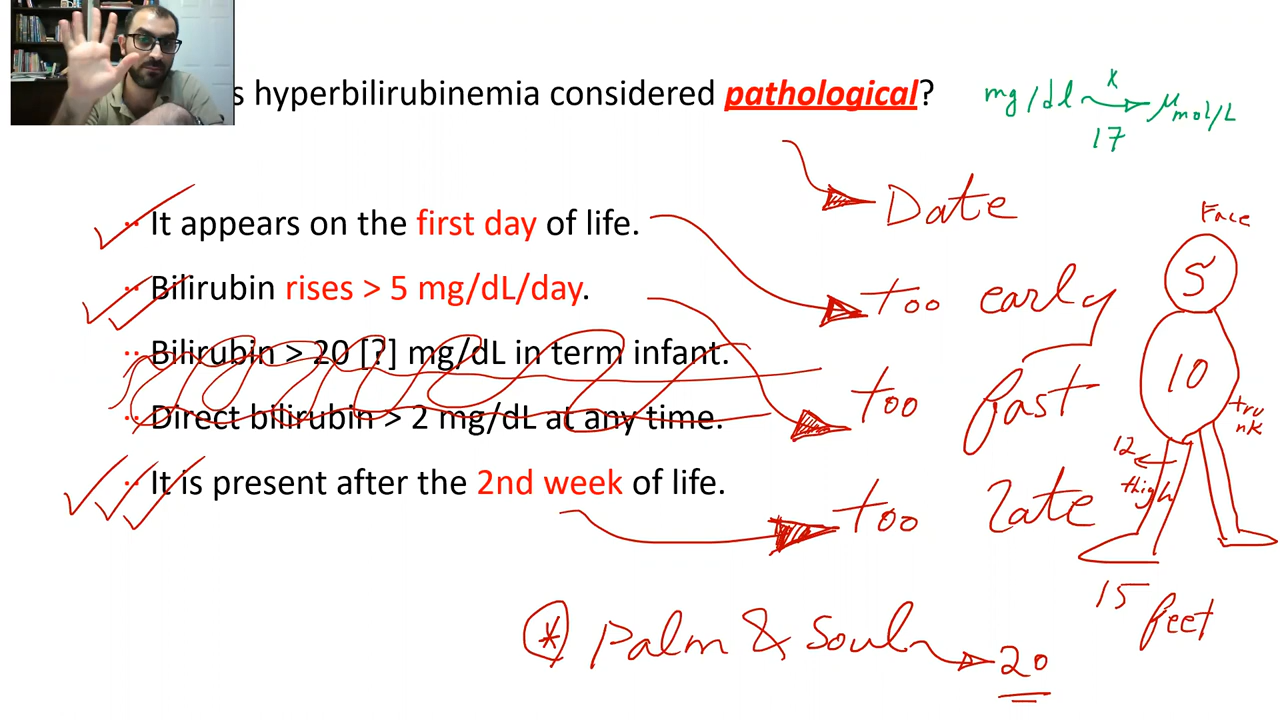 s hyperbilirubinemia considered pathological?
mg/dl x 17 μmol/L
Date
·· It appears on the first day of life.
too early
Face
5
·· Bilirubin rises > 5 mg/dL/day.
·· Bilirubin > 20 [?] mg/dL in term infant.
too fast
10
trunk
·· Direct bilirubin > 2 mg/dL at any time.
12
thigh
·· It is present after the 2nd week of life.
too late
15 feet
* Palm & Soul 20